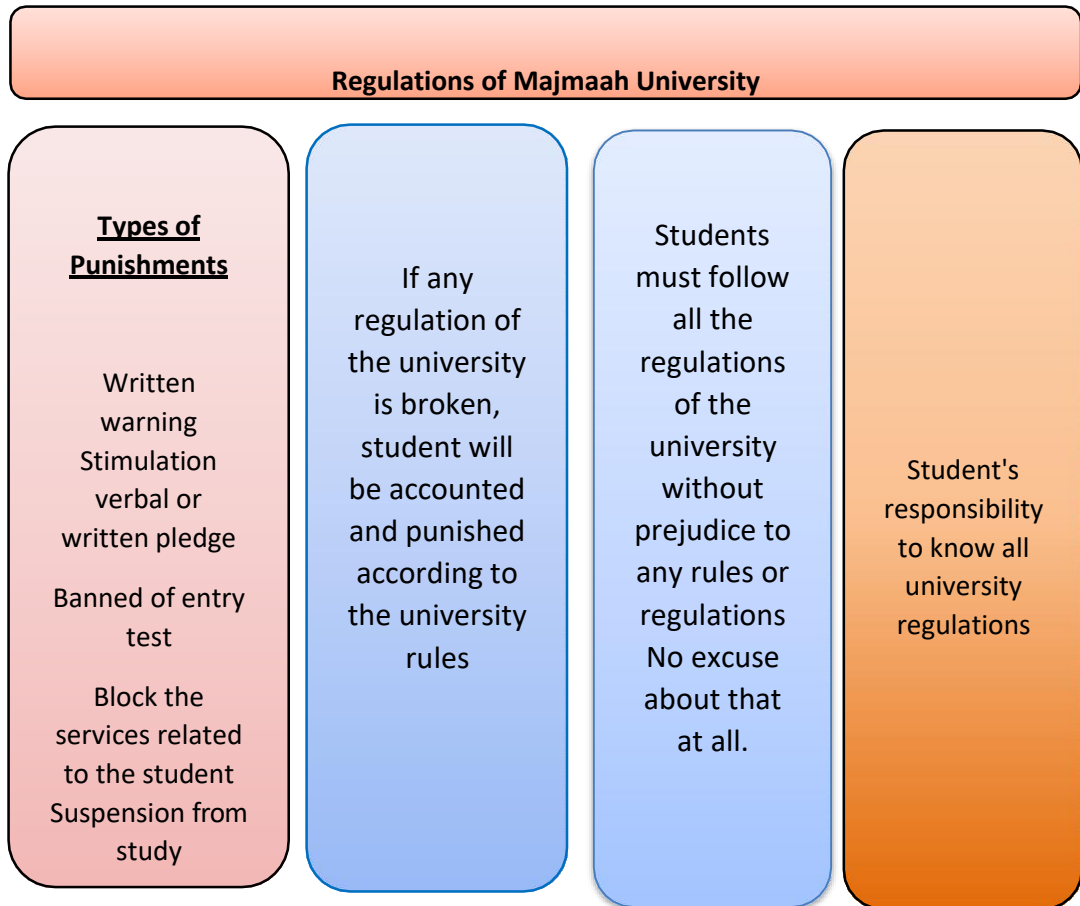 Regulations of Majmaah University
Types of
Punishments
Written
warning
Stimulation
verbal or
written pledge
Banned of entry
test
Block the
services related
to the student
Suspension from
study
If any
regulation of
the university
is broken,
student will
be accounted
and punished
according to
the university
rules
Students
must follow
all the
regulations
of the
university
without
prejudice to
any rules or
regulations
No excuse
about that
at all.
Student's
responsibility
to know all
university
regulations